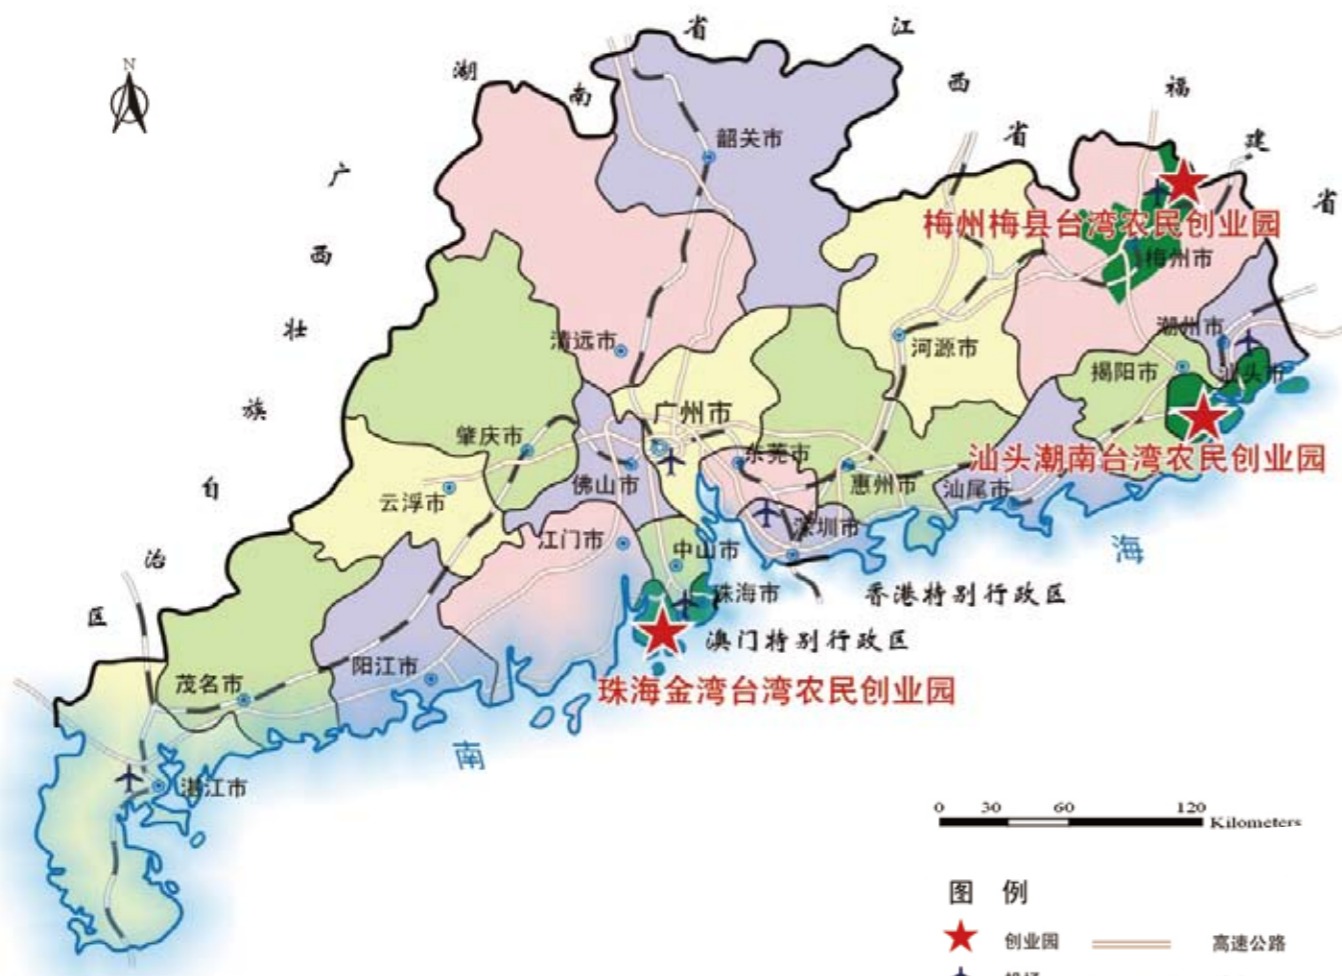 N
省
江
湖
南
西
福
省
建
省
广
西
壮
族
自
治
区
韶关市
梅州梅县台湾农民创业园
梅州市
清远市
河源市
潮州市
揭阳市
汕头市
广州市
肇庆市
东莞市
汕头潮南台湾农民创业园
佛山市
惠州市
汕尾市
云浮市
深圳市
江门市
中山市
海
珠海市
香港特别行政区
澳门特别行政区
阳江市
茂名市
珠海金湾台湾农民创业园
南
湛江市
0 30 60 120
Kilometers
图 例
创业园 高速公路